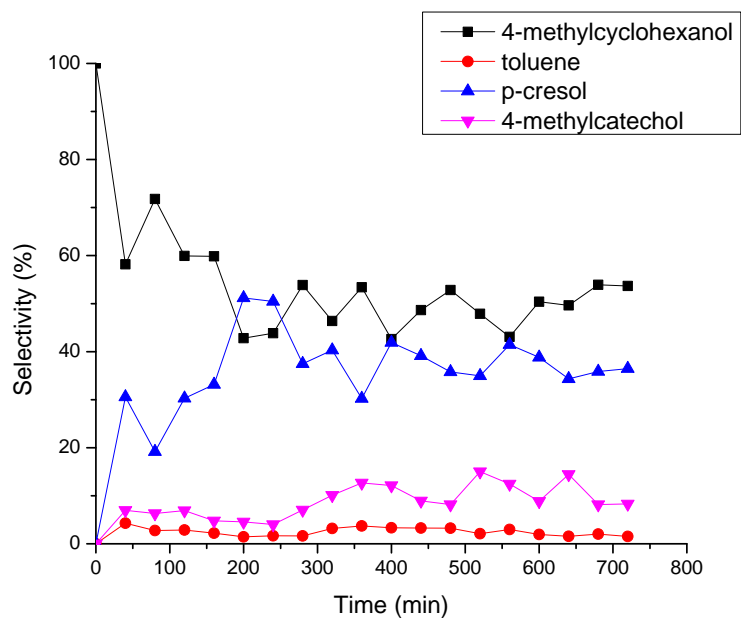 4-methylcyclohexanol
toluene
p-cresol
4-methylcatechol
100
80
60
40
20
0
Selectivity (%)
0 100 200 300 400 500 600 700 800
Time (min)